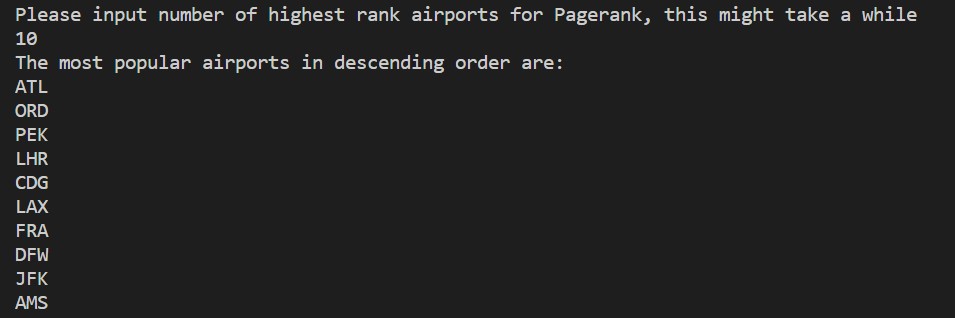 Please input number of highest rank airports for Pagerank, this might take a while
10
The most popular airports in descending order are:
ATL
ORD
PEK
LHR
CDG
LAX
FRA
DFW
JFK
AMS